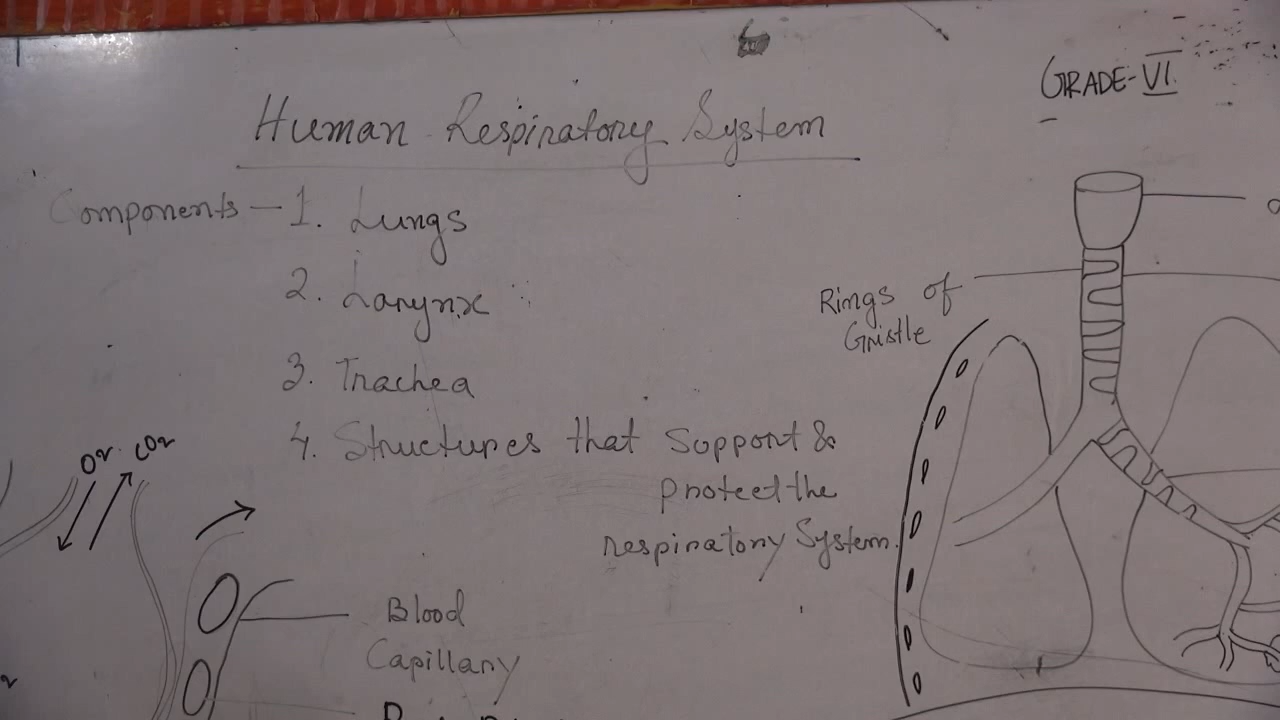 GRADE-VI
Human Respiratory System
Components - 1. Lungs
2. Larynx
3. Trachea
4. Structures that support &
protect the
respiratory System.
Rings of
Gristle
O2 CO2
Blood
Capillary